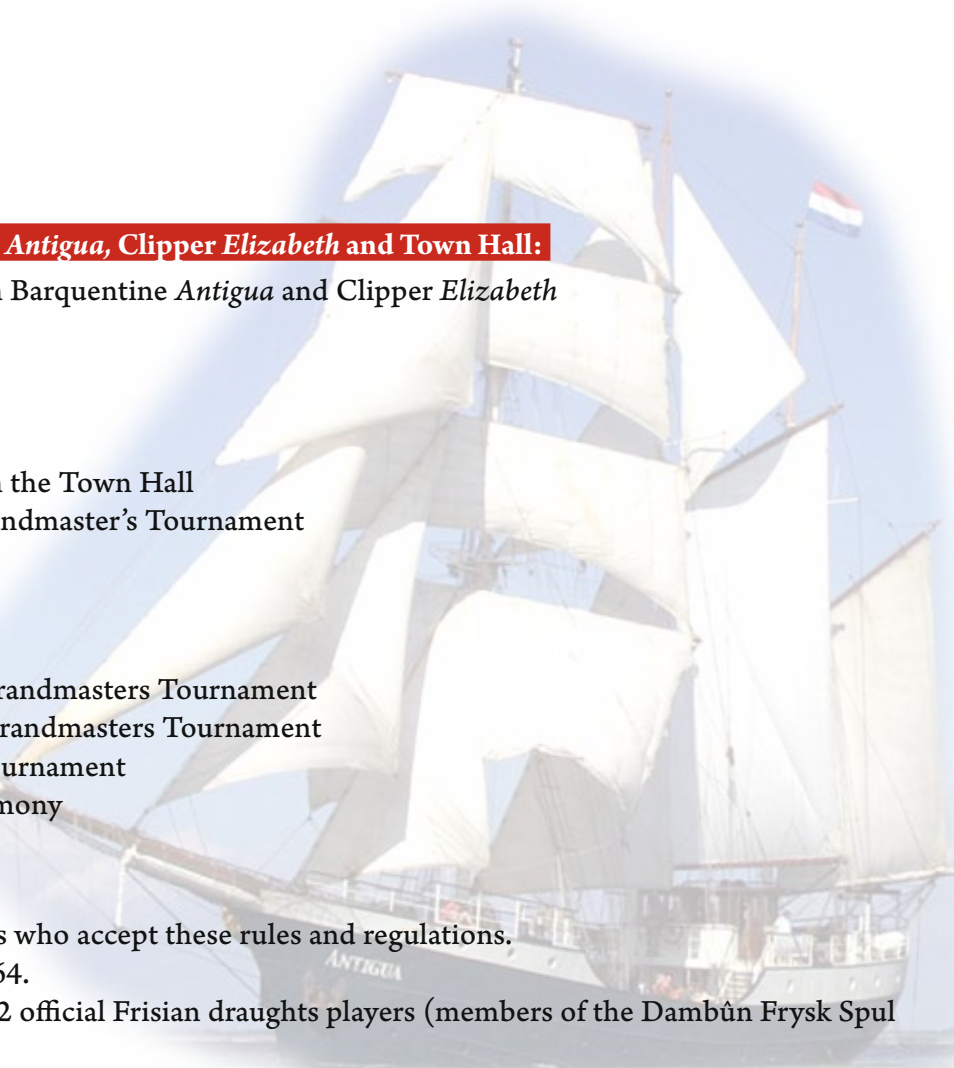 Antigua, Clipper Elizabeth and Town Hall:
Barquentine Antigua and Clipper Elizabeth
the Town Hall
ndmaster’s Tournament
randmasters Tournament
randmasters Tournament
urnament
mony
s who accept these rules and regulations.
64.
2 official Frisian draughts players (members of the Dambûn Frysk Spul
ANTIGUA